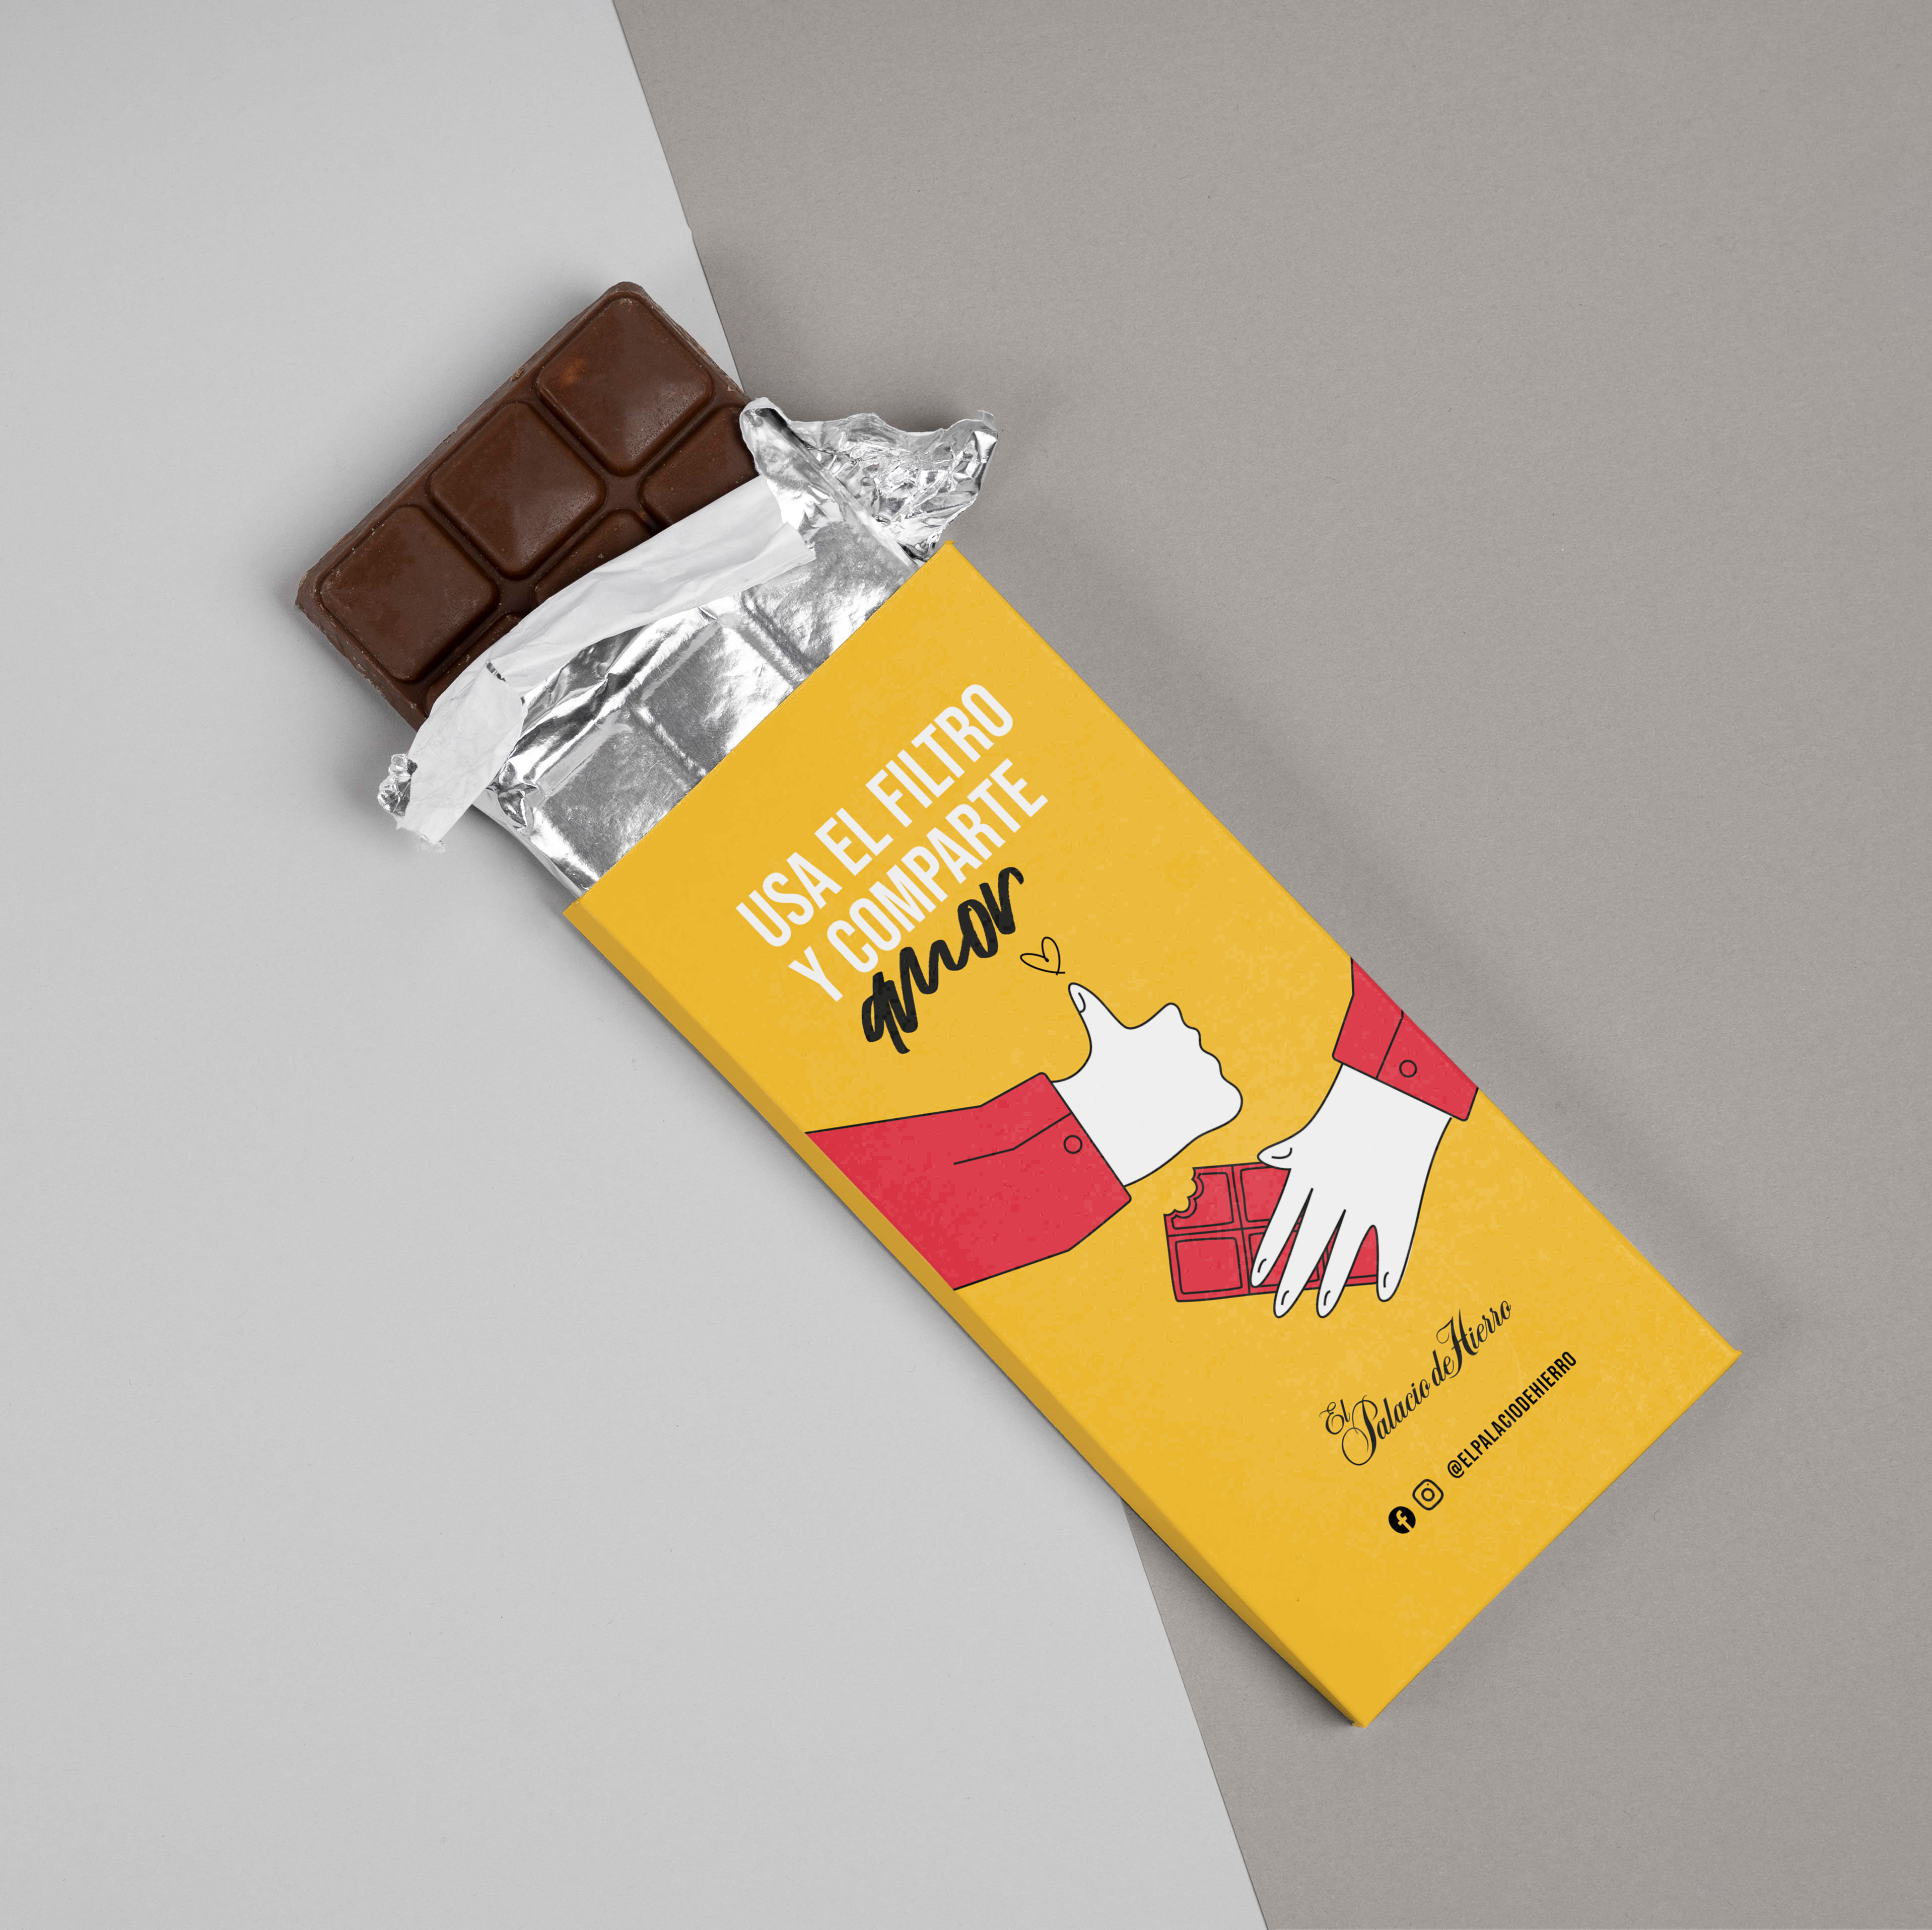 USA EL FILTRO
Y COMPARTE
amor
El Palacio de Hierro
@ELPALACIODEHIERRO